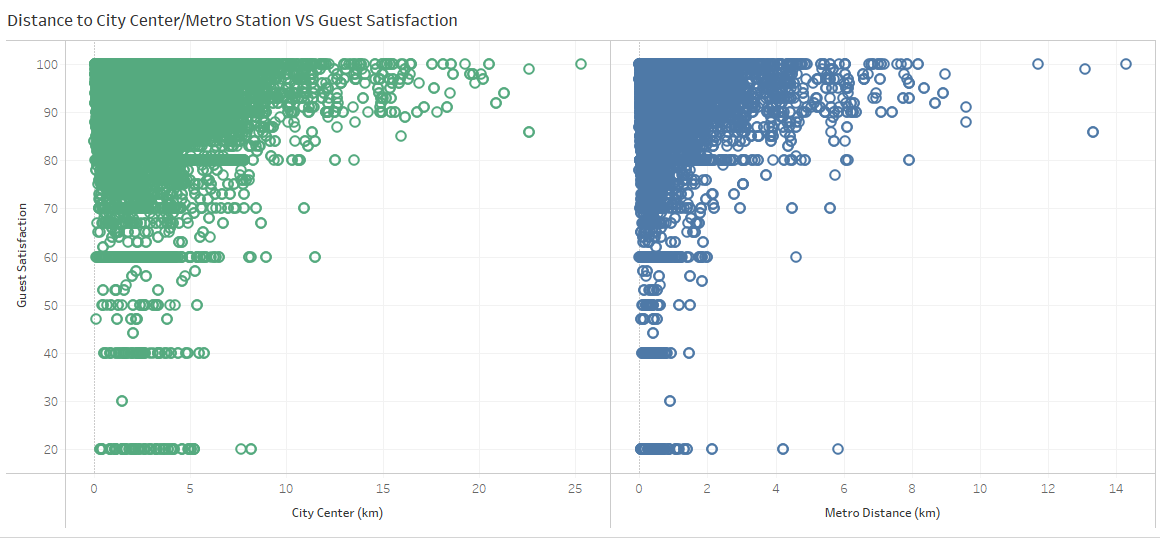 Distance to City Center/Metro Station VS Guest Satisfaction
Guest Satisfaction
100
90
80
70
60
50
40
30
20
0 5 10 15 20 25
City Center (km)
0 2 4 6 8 10 12 14
Metro Distance (km)